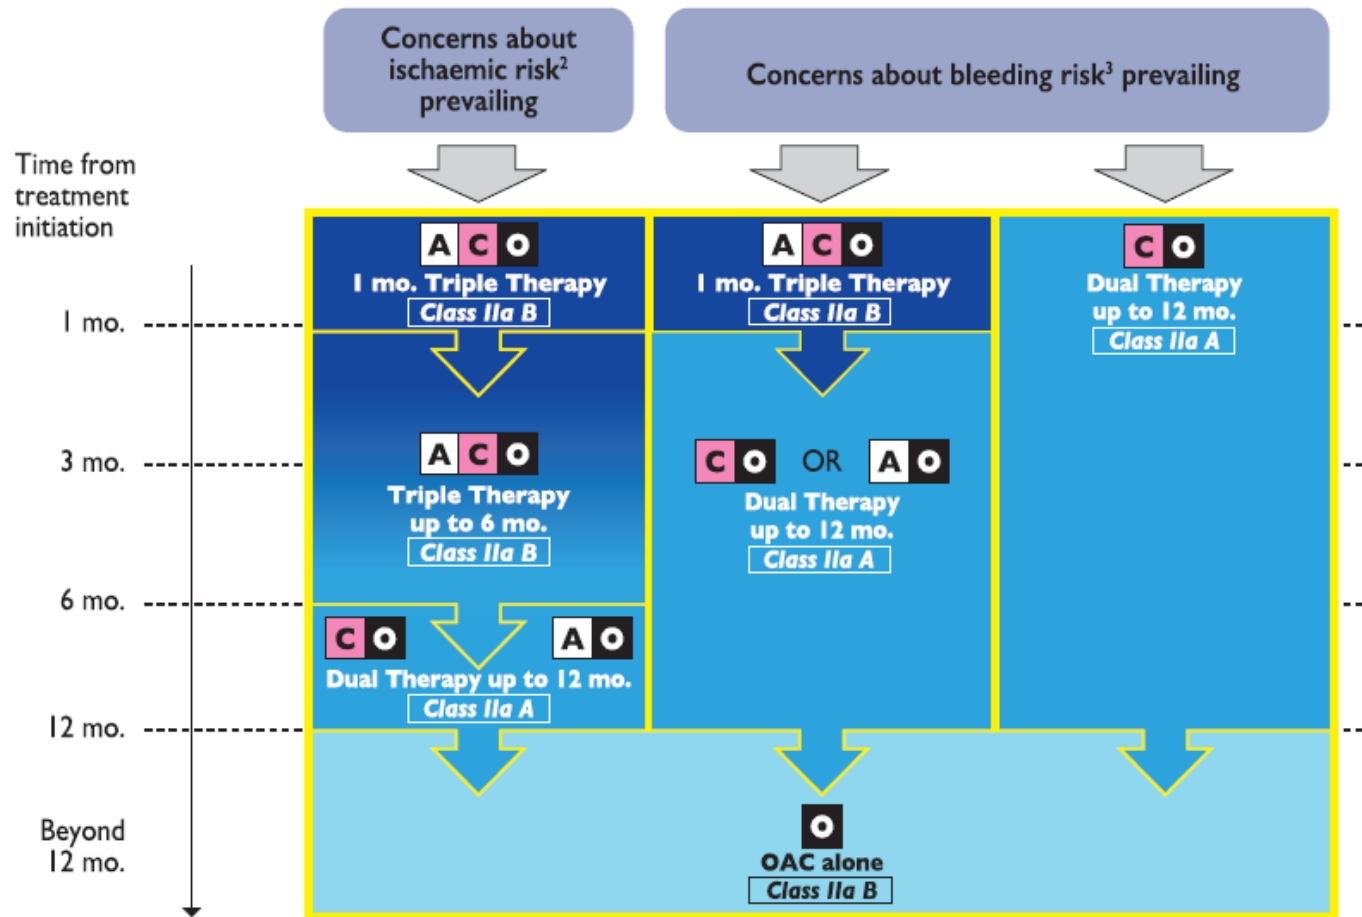 Concerns about
ischaemic risk²
prevailing
Concerns about bleeding risk³ prevailing
Time from
treatment
initiation
A C O
1 mo. Triple Therapy
Class IIa B
A C O
1 mo. Triple Therapy
Class IIa B
C O
Dual Therapy
up to 12 mo.
Class IIa A
1 mo.
3 mo.
A C O
Triple Therapy
up to 6 mo.
Class IIa B
C O OR A O
Dual Therapy
up to 12 mo.
Class IIa A
6 mo.
C O A O
Dual Therapy up to 12 mo.
Class IIa A
12 mo.
Beyond
12 mo.
O
OAC alone
Class IIa B